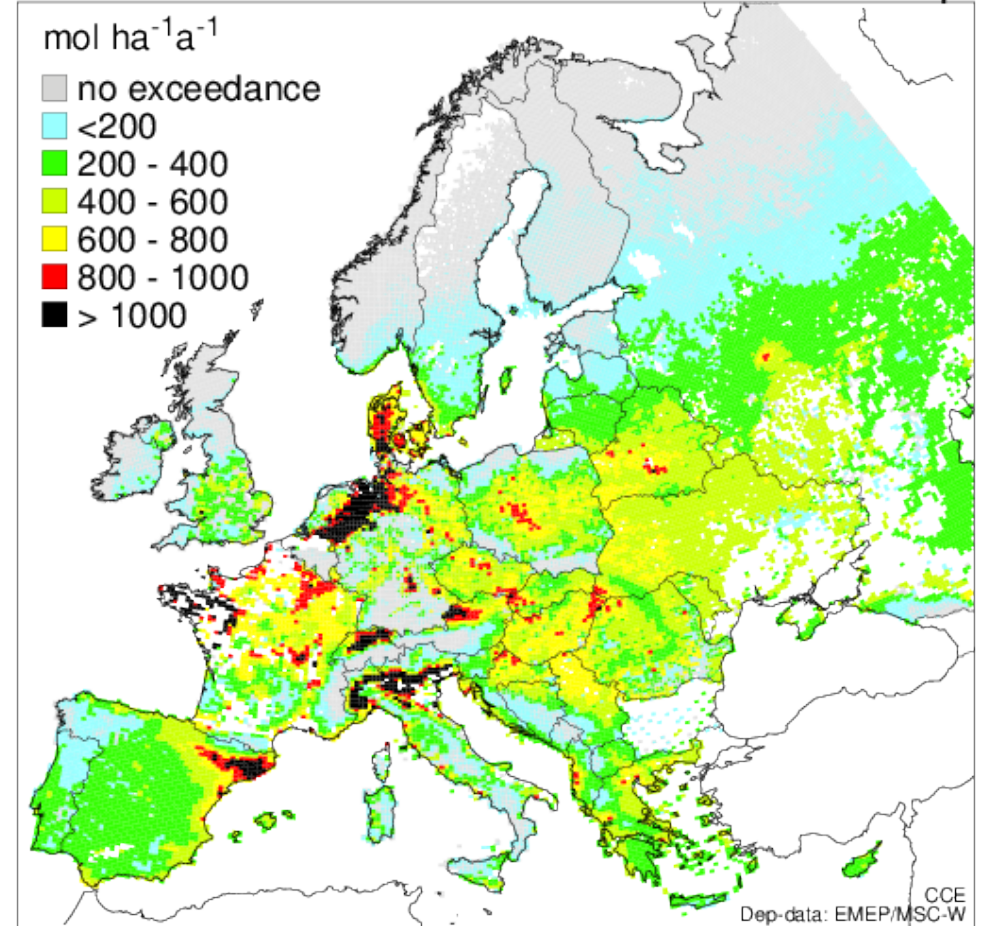 mol ha⁻¹a⁻¹
no exceedance
<200
200 - 400
400 - 600
600 - 800
800 - 1000
> 1000
CCE
Dep-data: EMEP/MSC-W